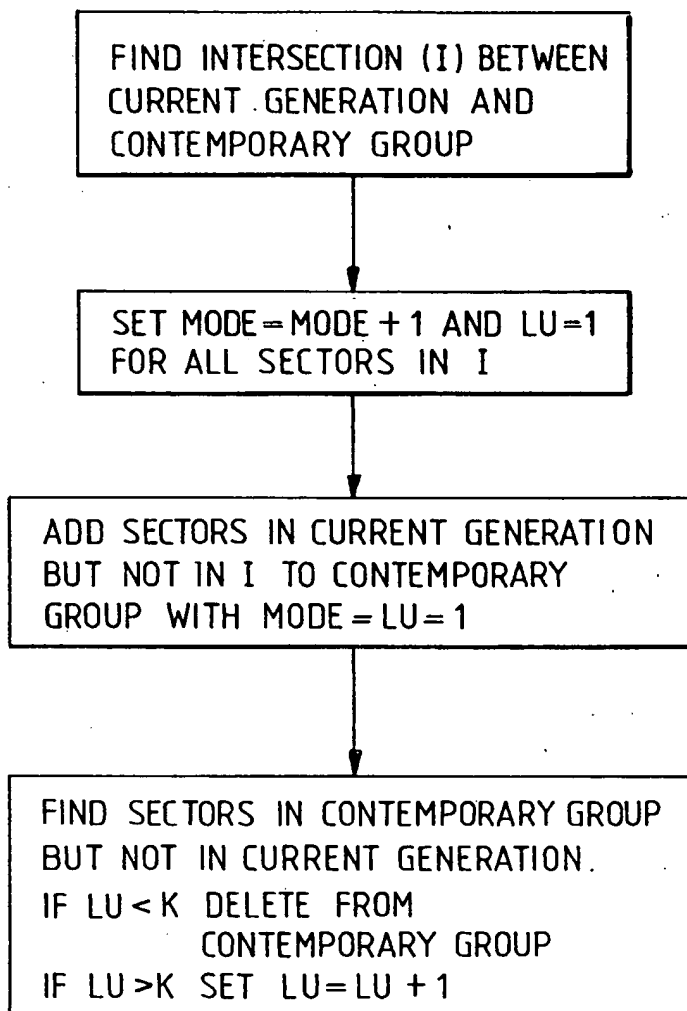 FIND INTERSECTION (I) BETWEEN
CURRENT GENERATION AND
CONTEMPORARY GROUP
SET MODE=MODE+1 AND LU=1
FOR ALL SECTORS IN I
ADD SECTORS IN CURRENT GENERATION
BUT NOT IN I TO CONTEMPORARY
GROUP WITH MODE=LU=1
FIND SECTORS IN CONTEMPORARY GROUP
BUT NOT IN CURRENT GENERATION.
IF LU<K DELETE FROM
CONTEMPORARY GROUP
IF LU>K SET LU=LU+1